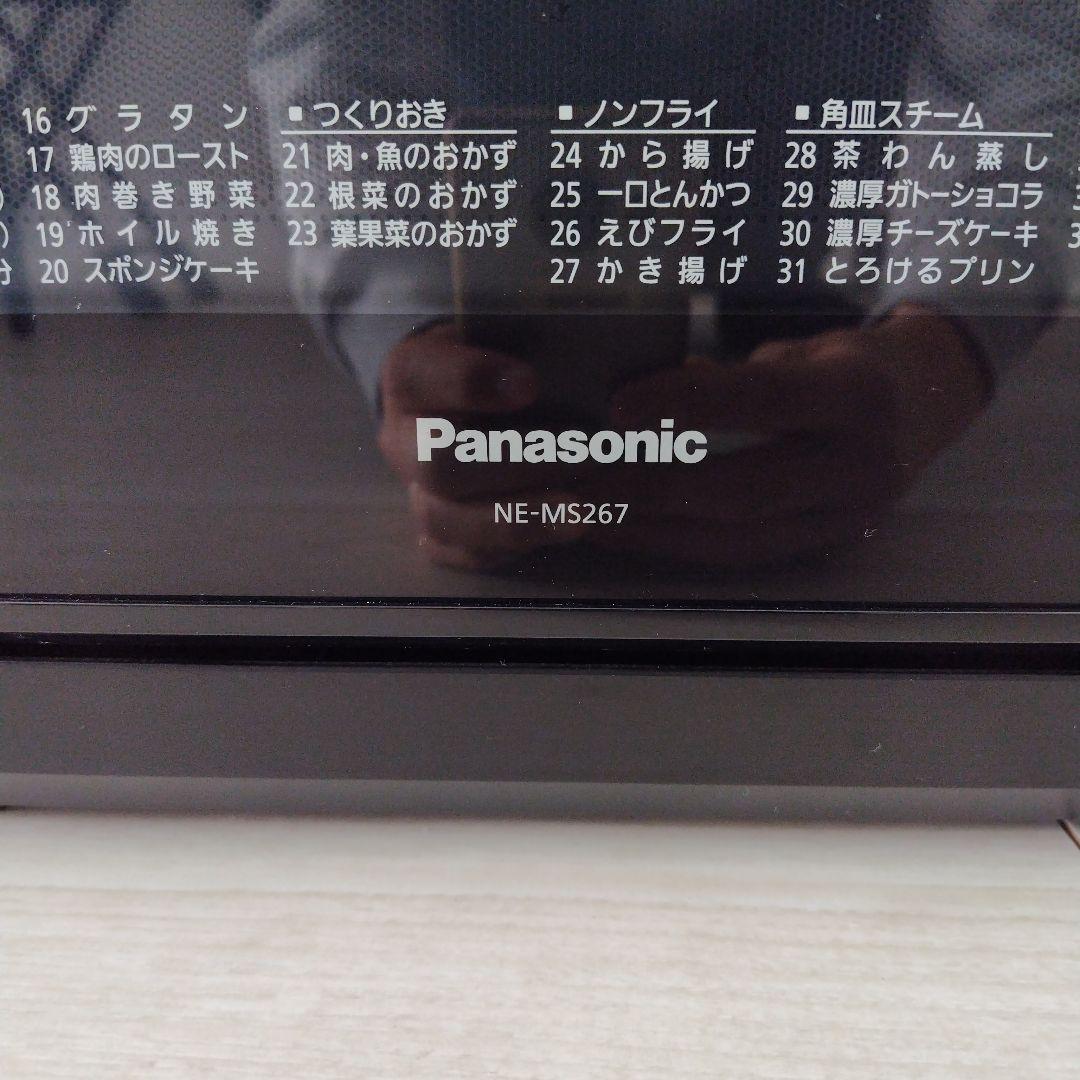 16 グラタン
17 鶏肉のロースト
18 肉巻き野菜
19 ホイル焼き
分 20 スポンジケーキ
■ つくりおき
21 肉・魚のおかず
22 根菜のおかず
23 葉果菜のおかず
■ ノンフライ
24 から揚げ
25 一口とんかつ
26 えびフライ
27 かき揚げ
■ 角皿スチーム
28 茶わん蒸し
29 濃厚ガトーショコラ
30 濃厚チーズケーキ
31 とろけるプリン
Panasonic
NE-MS267